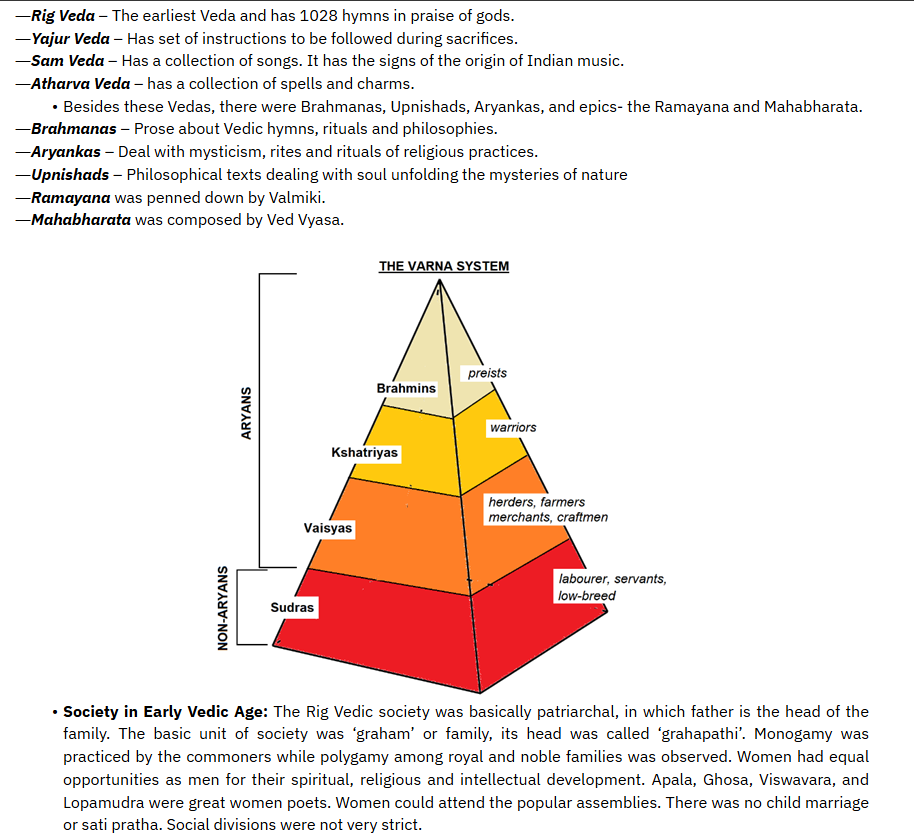 —Rig Veda – The earliest Veda and has 1028 hymns in praise of gods.
—Yajur Veda – Has set of instructions to be followed during sacrifices.
—Sam Veda – Has a collection of songs. It has the signs of the origin of Indian music.
—Atharva Veda – has a collection of spells and charms.
• Besides these Vedas, there were Brahmanas, Upnishads, Aryankas, and epics- the Ramayana and Mahabharata.
—Brahmanas – Prose about Vedic hymns, rituals and philosophies.
—Aryankas – Deal with mysticism, rites and rituals of religious practices.
—Upnishads – Philosophical texts dealing with soul unfolding the mysteries of nature
—Ramayana was penned down by Valmiki.
—Mahabharata was composed by Ved Vyasa.
THE VARNA SYSTEM
ARYANS
Brahmins
preists
Kshatriyas
warriors
Vaisyas
herders, farmers
merchants, craftmen
NON-ARYANS
Sudras
labourer, servants,
low-breed
• Society in Early Vedic Age: The Rig Vedic society was basically patriarchal, in which father is the head of the
family. The basic unit of society was ‘graham’ or family, its head was called ‘grahapathi’. Monogamy was
practiced by the commoners while polygamy among royal and noble families was observed. Women had equal
opportunities as men for their spiritual, religious and intellectual development. Apala, Ghosa, Viswavara, and
Lopamudra were great women poets. Women could attend the popular assemblies. There was no child marriage
or sati pratha. Social divisions were not very strict.